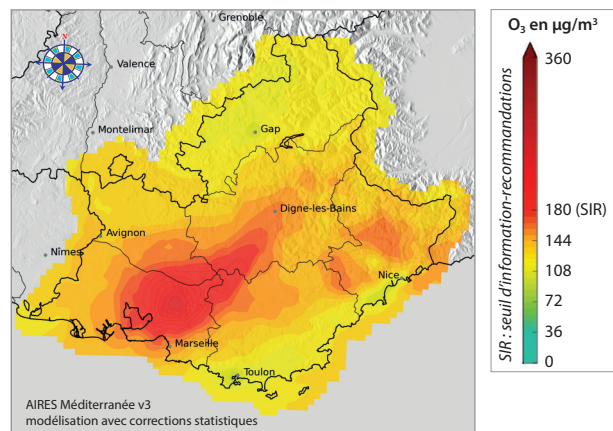 Grenoble
N
Valence
Montelimar
Gap
Digne-les-Bains
Avignon
Nîmes
Nice
Marseille
Toulon
AIRES Méditerranée v3
modélisation avec corrections statistiques
O₃ en µg/m³
SIR : seuil d'information-recommandations
360
180 (SIR)
144
108
72
36
0